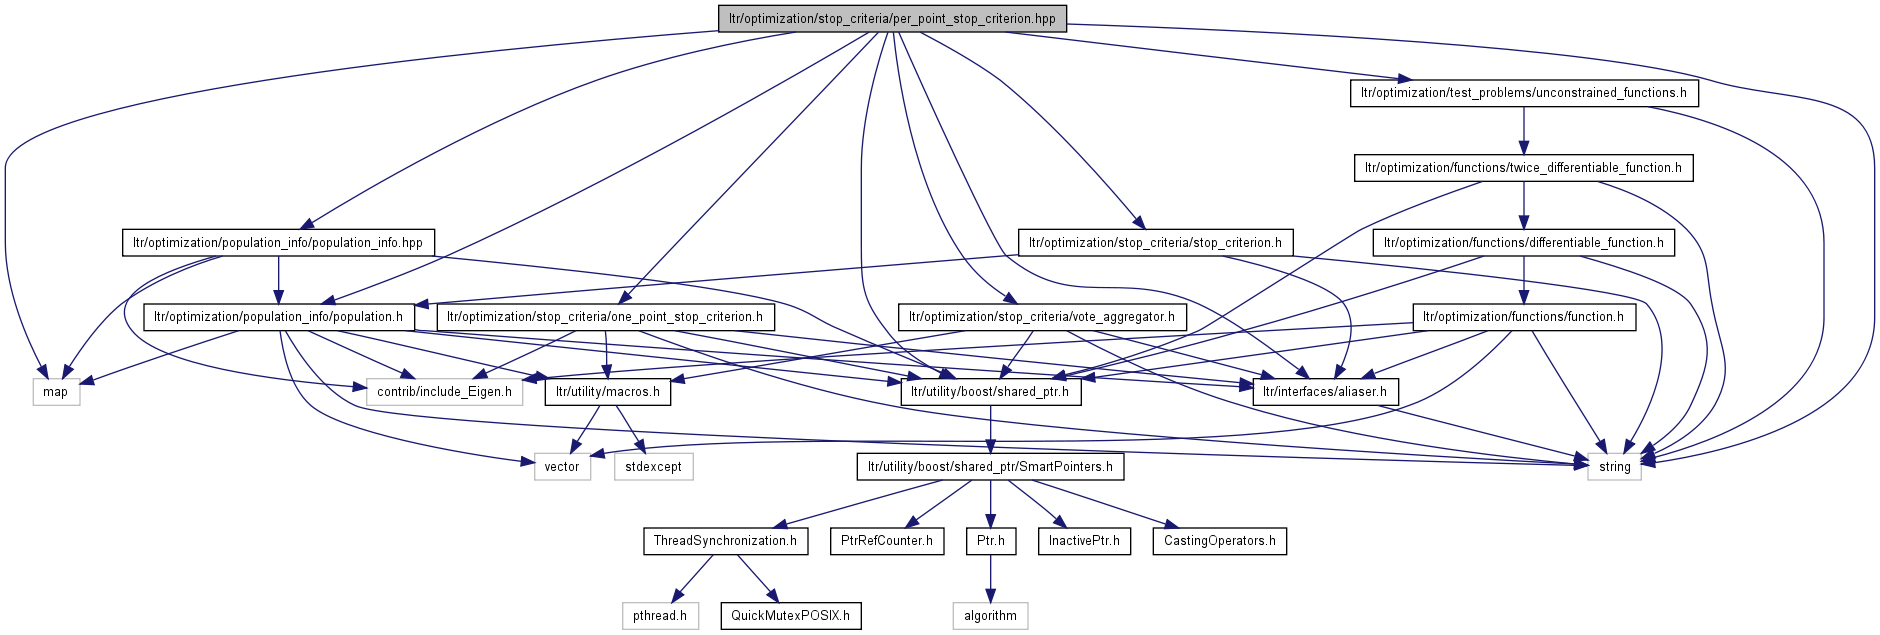 ltr/optimization/stop_criteria/per_point_stop_criterion.hpp
ltr/optimization/test_problems/unconstrained_functions.h
ltr/optimization/functions/twice_differentiable_function.h
ltr/optimization/population_info/population_info.hpp
ltr/optimization/stop_criteria/stop_criterion.h
ltr/optimization/functions/differentiable_function.h
ltr/optimization/population_info/population.h
ltr/optimization/stop_criteria/one_point_stop_criterion.h
ltr/optimization/stop_criteria/vote_aggregator.h
ltr/optimization/functions/function.h
map
contrib/include_Eigen.h
ltr/utility/macros.h
ltr/utility/boost/shared_ptr.h
ltr/interfaces/aliaser.h
vector
stdexcept
ltr/utility/boost/shared_ptr/SmartPointers.h
string
ThreadSynchronization.h
PtrRefCounter.h
Ptr.h
InactivePtr.h
CastingOperators.h
pthread.h
QuickMutexPOSIX.h
algorithm